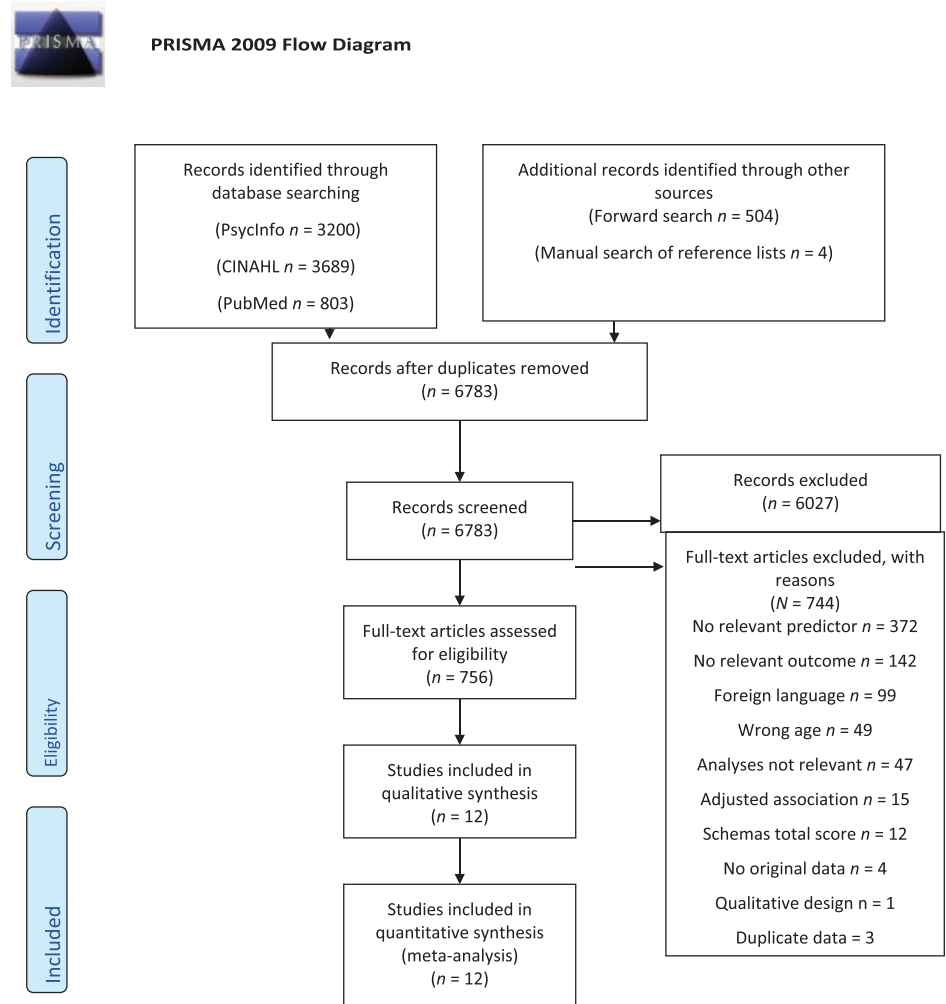 PRISMA
PRISMA 2009 Flow Diagram
Identification
Records identified through
database searching
(PsycInfo n = 3200)
(CINAHL n = 3689)
(PubMed n = 803)
Additional records identified through other
sources
(Forward search n = 504)
(Manual search of reference lists n = 4)
Records after duplicates removed
(n = 6783)
Screening
Records screened
(n = 6783)
Records excluded
(n = 6027)
Full-text articles excluded, with
reasons
(N = 744)
No relevant predictor n = 372
No relevant outcome n = 142
Foreign language n = 99
Wrong age n = 49
Analyses not relevant n = 47
Adjusted association n = 15
Schemas total score n = 12
No original data n = 4
Qualitative design n = 1
Duplicate data = 3
Eligibility
Full-text articles assessed
for eligibility
(n = 756)
Studies included in
qualitative synthesis
(n = 12)
Included
Studies included in
quantitative synthesis
(meta-analysis)
(n = 12)